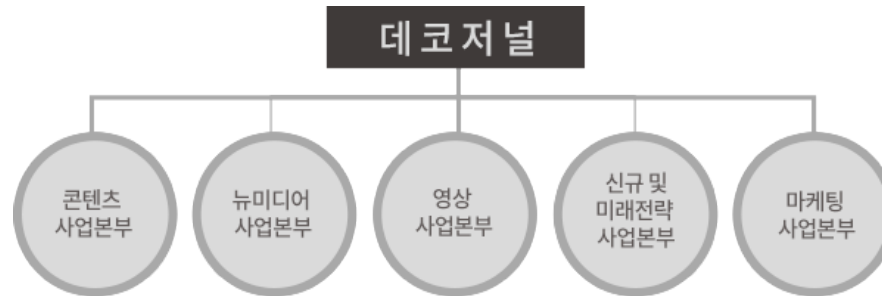 데코저널
콘텐츠
사업본부
뉴미디어
사업본부
영상
사업본부
신규 및
미래전략
사업본부
마케팅
사업본부